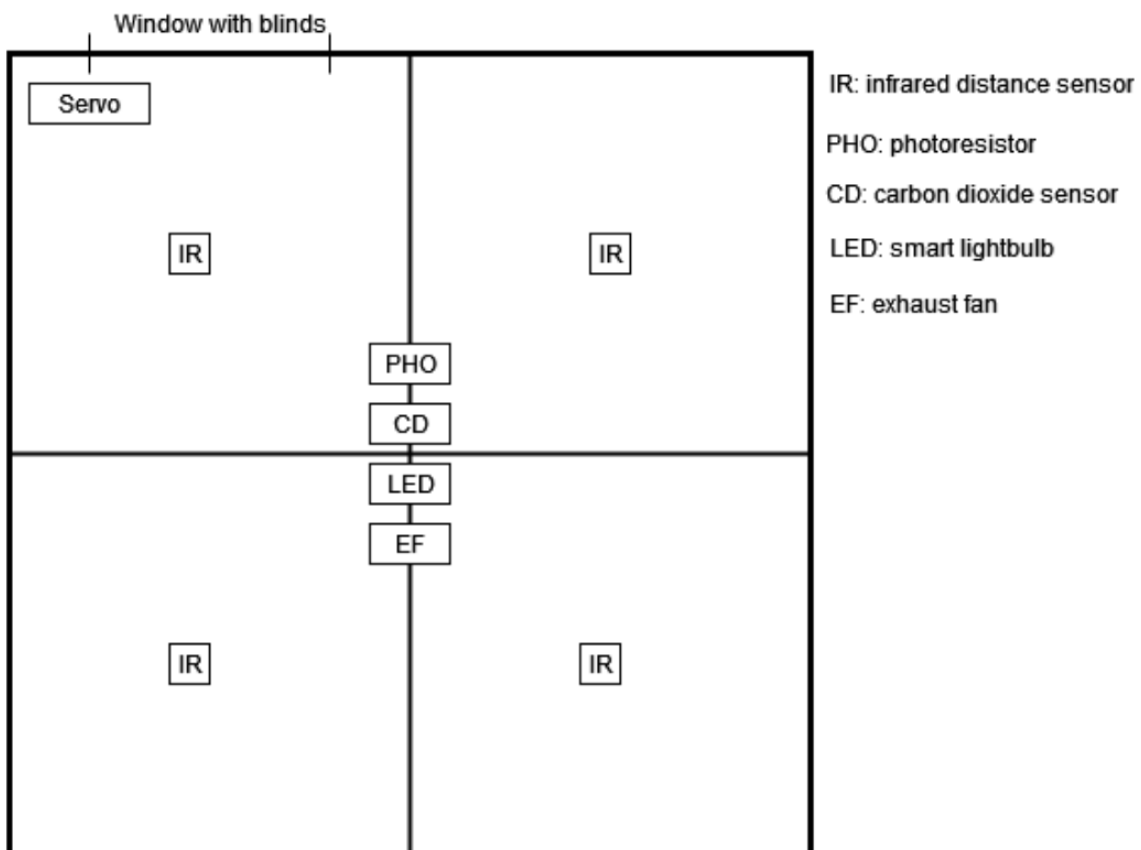 Window with blinds
Servo
IR
IR
PHO
CD
LED
EF
IR
IR
IR: infrared distance sensor
PHO: photoresistor
CD: carbon dioxide sensor
LED: smart lightbulb
EF: exhaust fan